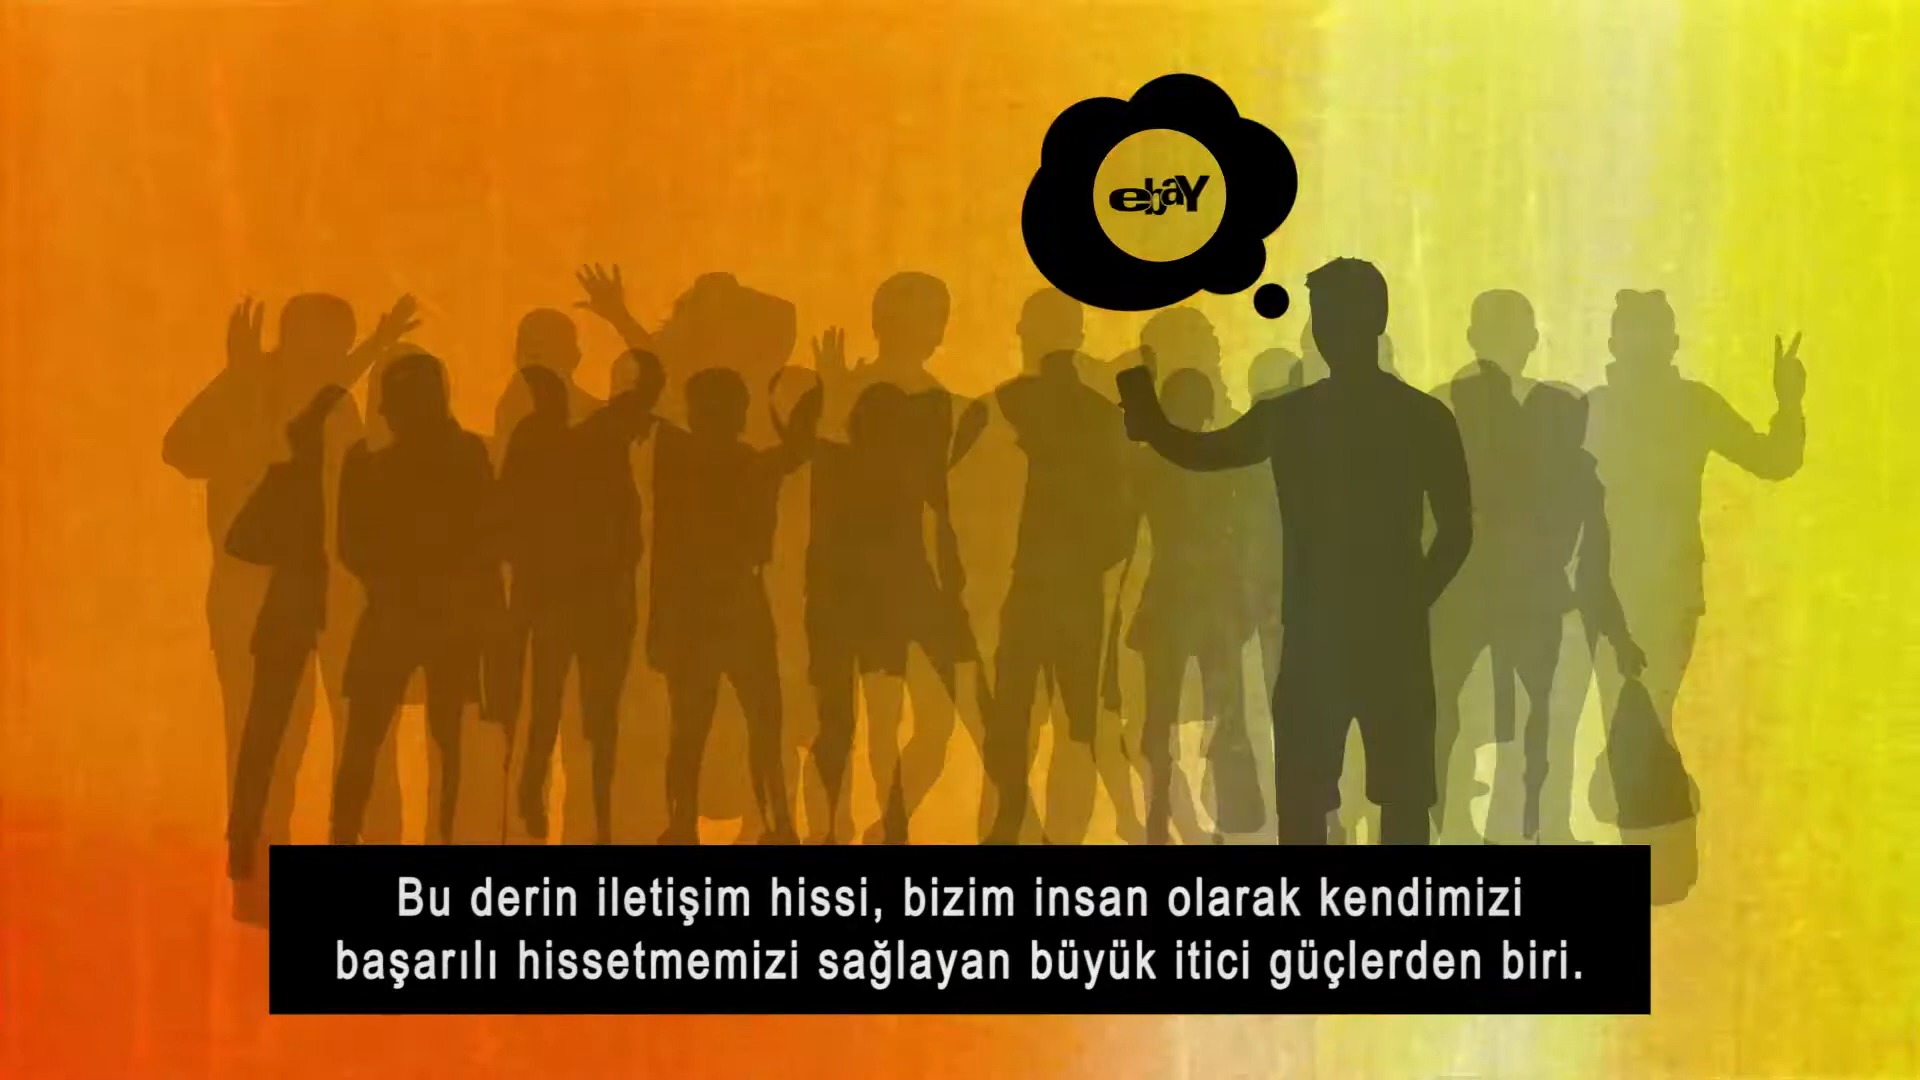 ebaY
Bu derin iletişim hissi, bizim insan olarak kendimizi
başarılı hissetmemizi sağlayan büyük itici güçlerden biri.